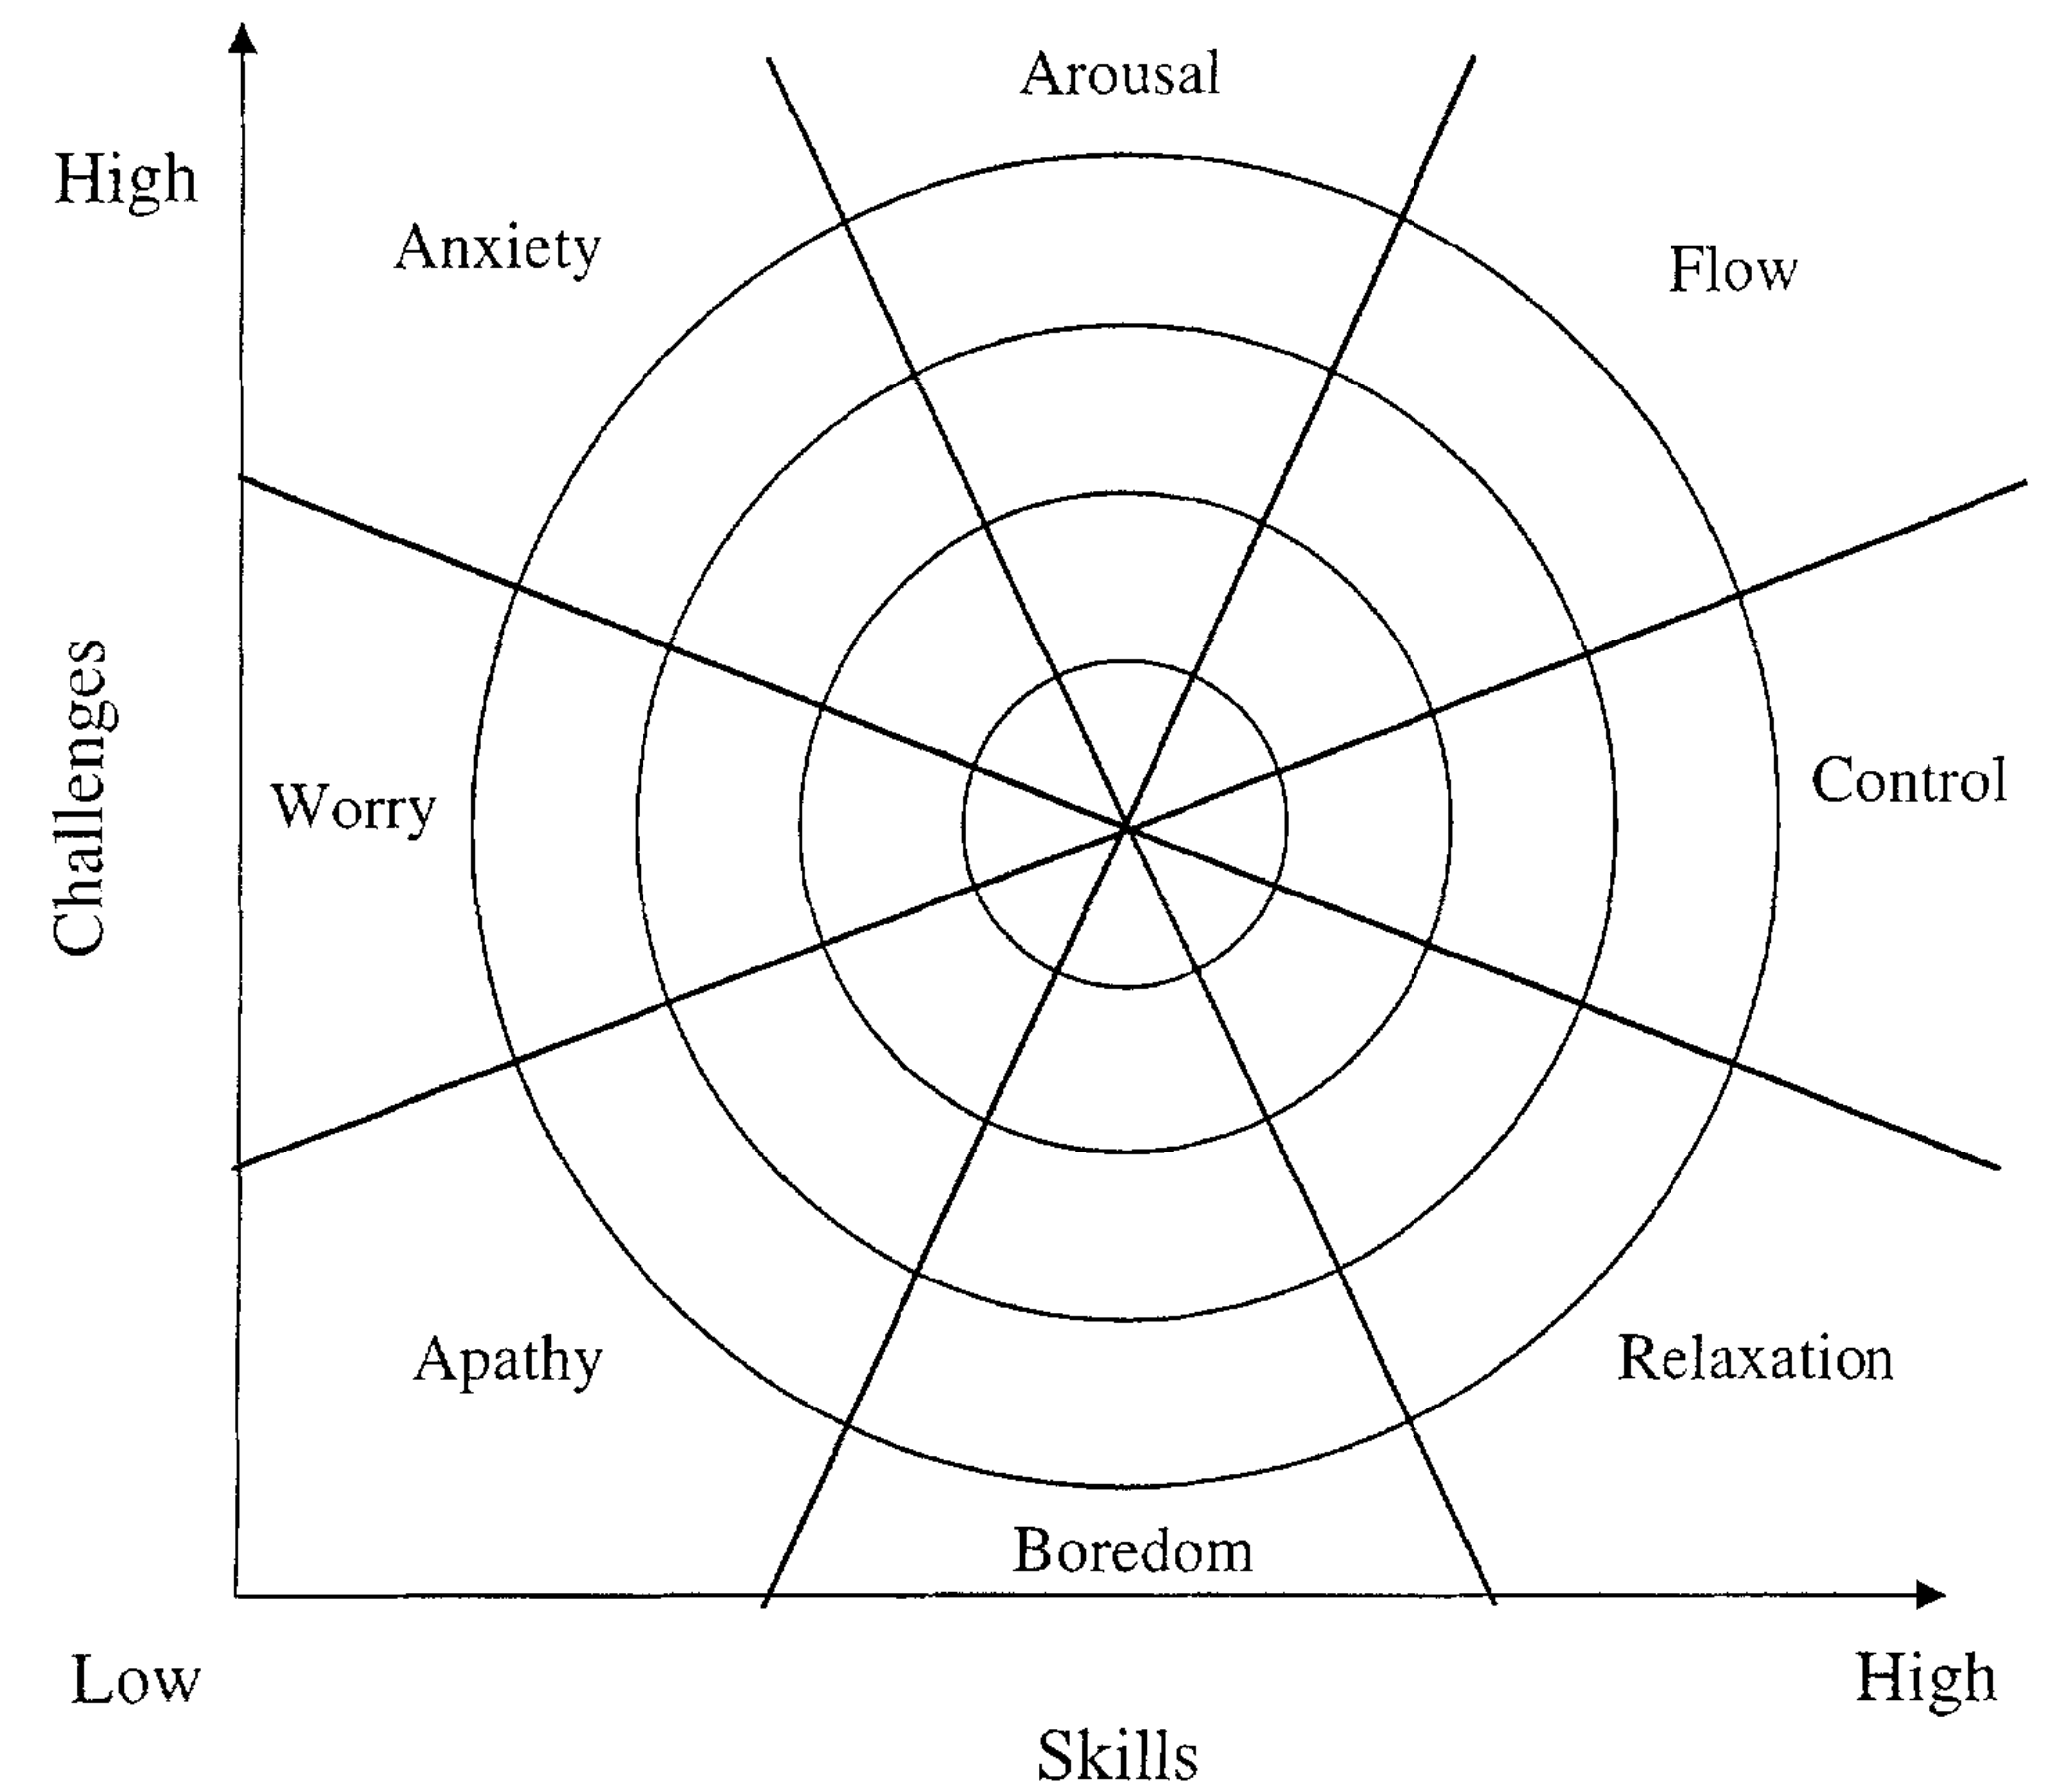 Arousal
High
Anxiety
Flow
Challenges
Worry
Control
Apathy
Relaxation
Boredom
Low
High
Skills